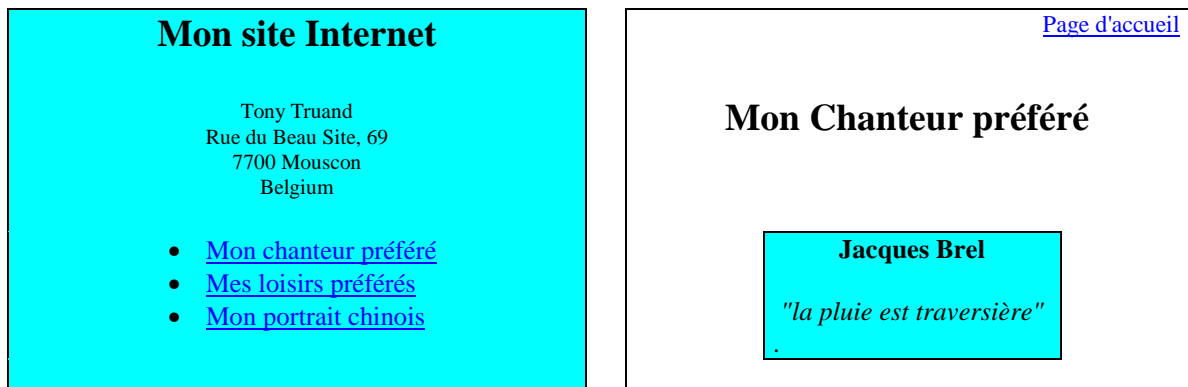 Mon site Internet
Tony Truand
Rue du Beau Site, 69
7700 Mouscon
Belgium
• Mon chanteur préféré
• Mes loisirs préférés
• Mon portrait chinois
Page d'accueil
Mon Chanteur préféré
Jacques Brel
"la pluie est traversière"
.